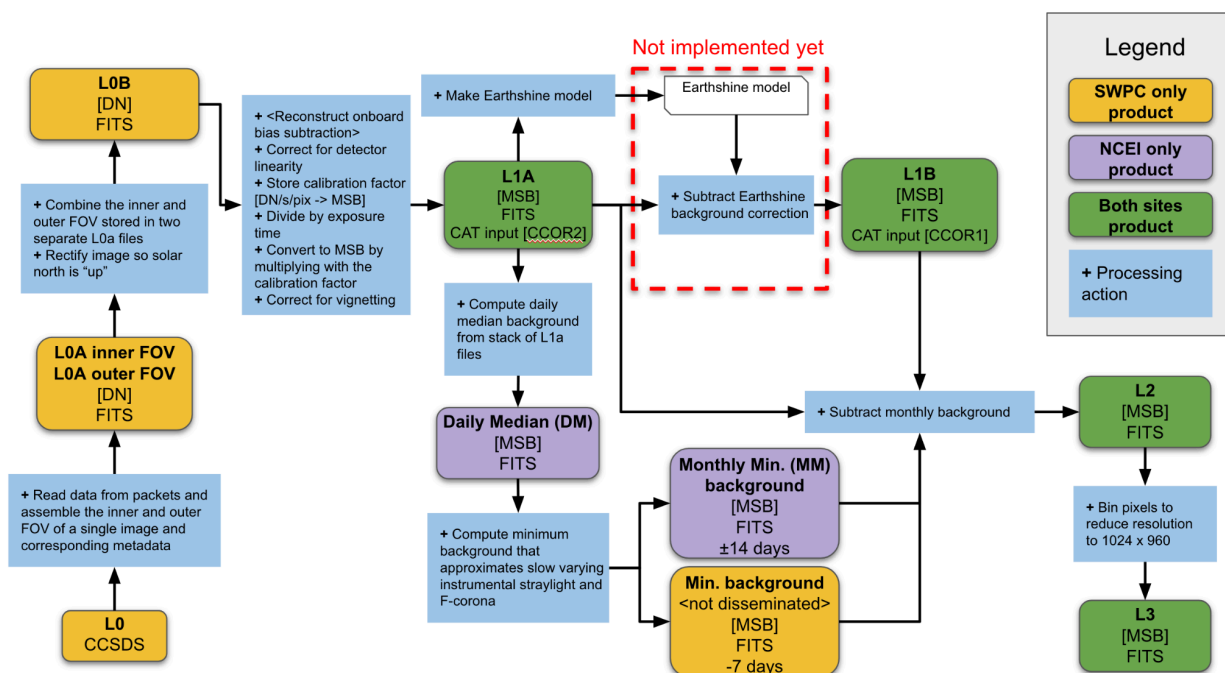 Not implemented yet
Legend
SWPC only
product
NCEI only
product
Both sites
product
+ Processing
action
L0B
[DN]
FITS
+ Combine the inner and
outer FOV stored in two
separate L0a files
+ Rectify image so solar
north is “up”
L0A inner FOV
L0A outer FOV
[DN]
FITS
+ Read data from packets and
assemble the inner and outer
FOV of a single image and
corresponding metadata
L0
CCSDS
+ <Reconstruct onboard
bias subtraction>
+ Correct for detector
linearity
+ Store calibration factor
[DN/s/pix -> MSB]
+ Divide by exposure
time
+ Convert to MSB by
multiplying with the
calibration factor
+ Correct for vignetting
+ Make Earthshine model
Earthshine model
L1A
[MSB]
FITS
CAT input [CCOR2]
+ Subtract Earthshine
background correction
L1B
[MSB]
FITS
CAT input [CCOR1]
+ Compute daily
median background
from stack of L1a
files
Daily Median (DM)
[MSB]
FITS
+ Compute minimum
background that
approximates slow varying
instrumental straylight and
F-corona
Monthly Min. (MM)
background
[MSB]
FITS
±14 days
Min. background
<not disseminated>
[MSB]
FITS
-7 days
+ Subtract monthly background
L2
[MSB]
FITS
+ Bin pixels to
reduce resolution
to 1024 x 960
L3
[MSB]
FITS